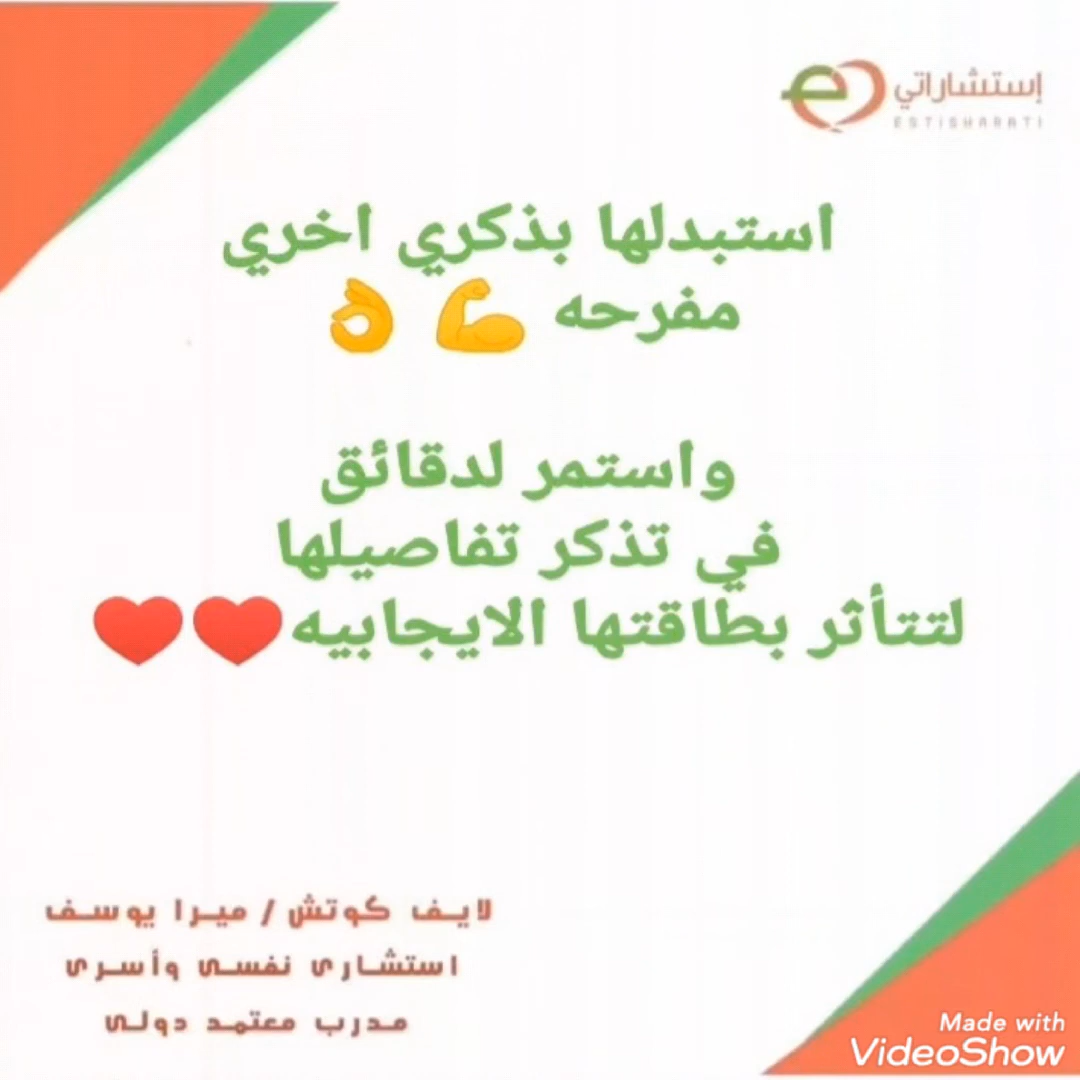 إستشاراتي
ESTISHARATI
استبدلها بذكري اخري
مفرحه 💪 👌
واستمر لدقائق
في تذكر تفاصيلها
لتتأثر بطاقتها الايجابيه❤️❤️
لايف كوتش / ميرا يوسف
استشارى نفسى وأسرى
مدرب معتمد دولى
Made with
VideoShow